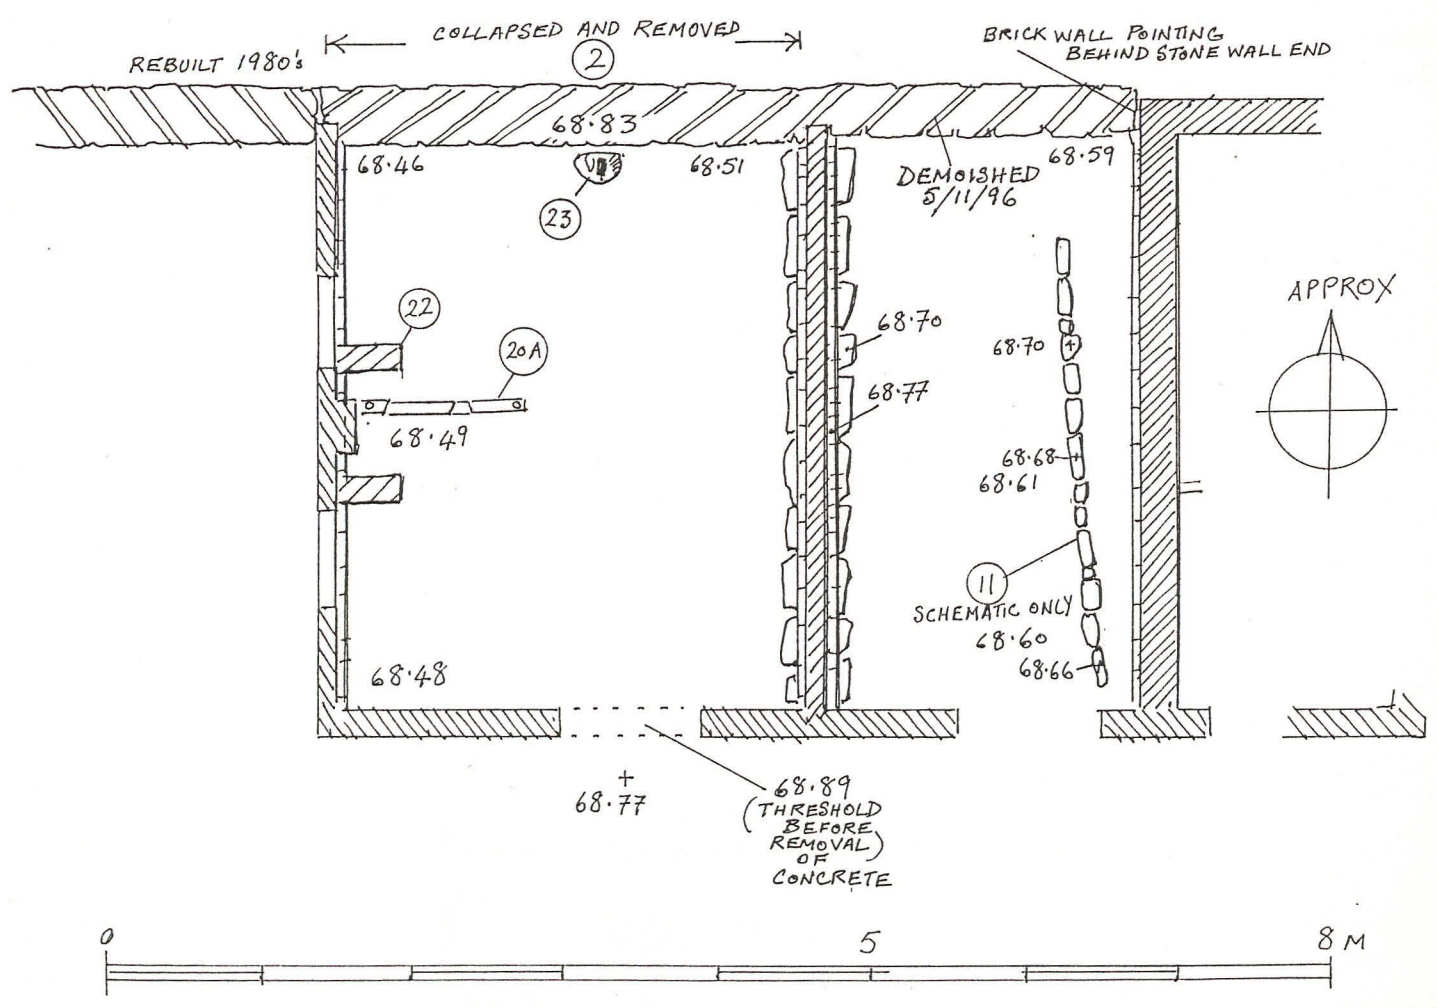 COLLAPSED AND REMOVED
2
REBUILT 1980's
BRICK WALL POINTING
BEHIND STONE WALL END
68.83
68.46
68.51
68.59
DEMOISHED
5/11/96
23
22
20A
68.49
68.70
68.77
68.70
68.68
68.61
11
SCHEMATIC ONLY
68.60
68.66
68.48
APPROX
68.77
68.89
(THRESHOLD
BEFORE
REMOVAL)
OF
CONCRETE
0
5
8 M